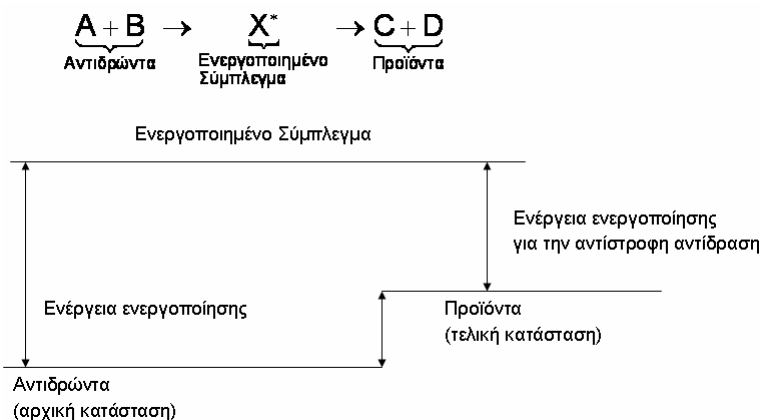 A + B → X* → C + D
Αντιδρώντα Ενεργοποιημένο Σύμπλεγμα Προϊόντα
Ενεργοποιημένο Σύμπλεγμα
Ενέργεια ενεργοποίησης
για την αντίστροφη αντίδραση
Ενέργεια ενεργοποίησης
Προϊόντα
(τελική κατάσταση)
Αντιδρώντα
(αρχική κατάσταση)